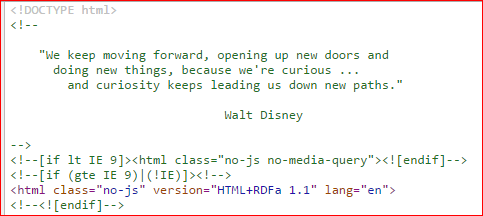 <!DOCTYPE html>
<!--
"We keep moving forward, opening up new doors and
doing new things, because we're curious ...
and curiosity keeps leading us down new paths."
Walt Disney
-->
<!--[if lt IE 9]><html class="no-js no-media-query"><![endif]-->
<!--[if (gte IE 9)|(!IE)]><!-->
<html class="no-js" version="HTML+RDFa 1.1" lang="en">
<!--<![endif]-->